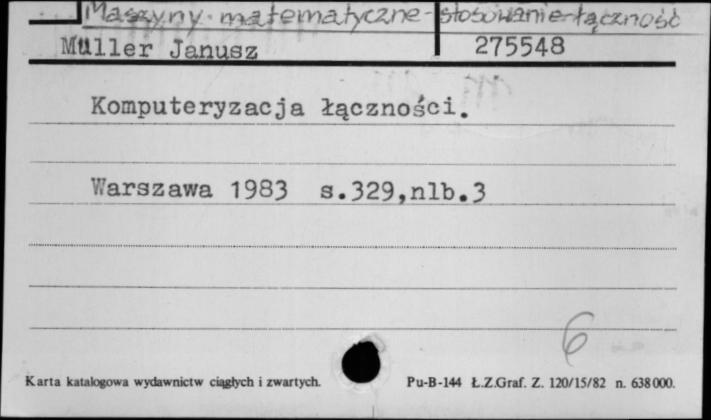 Maszyny matematyczne - stosowanie - łączność
Müller Janusz 275548
Komputeryzacja łączności.
Warszawa 1983 s.329,nlb.3
6
Karta katalogowa wydawnictw ciągłych i zwartych. Pu-B-144 Ł.Z.Graf. Z. 120/15/82 n. 638000.